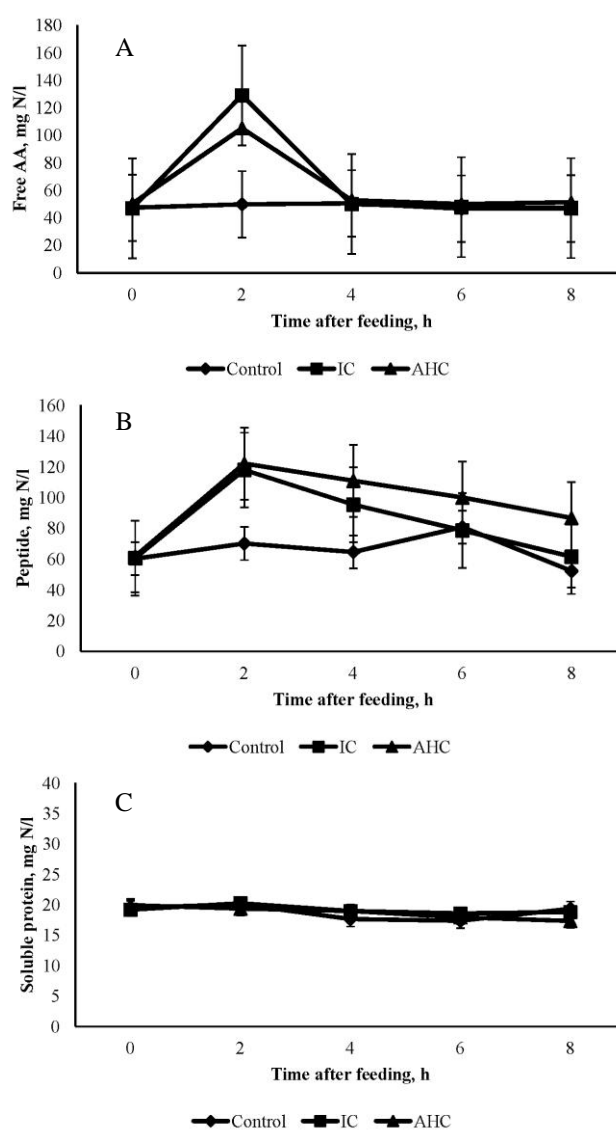 A
Free AA, mg N/l
180
160
140
120
100
80
60
40
20
0
0 2 4 6 8
Time after feeding, h
Control IC AHC
B
Peptide, mg N/l
160
140
120
100
80
60
40
20
0
0 2 4 6 8
Time after feeding, h
Control IC AHC
C
Soluble protein, mg N/l
40
35
30
25
20
15
10
5
0
0 2 4 6 8
Time after feeding, h
Control IC AHC